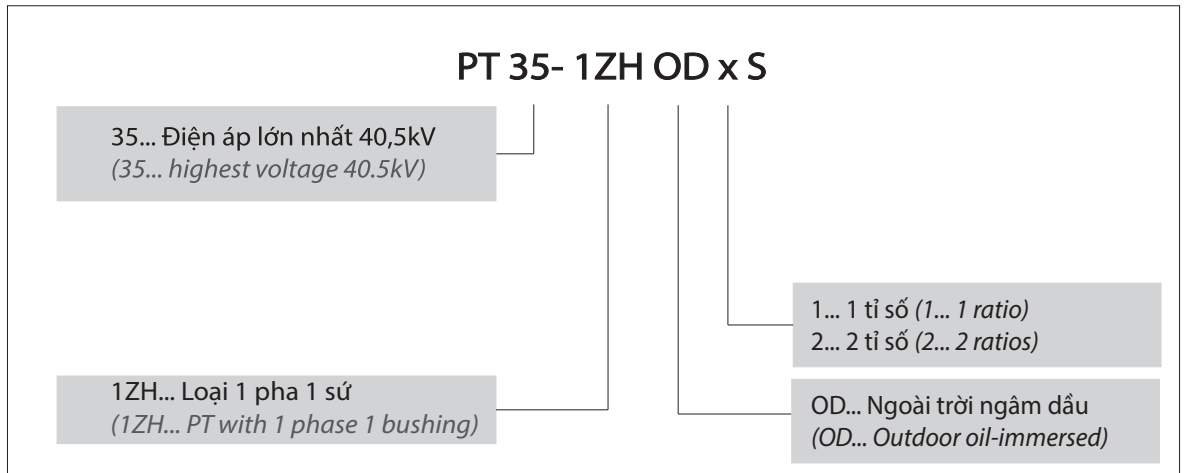 PT 35- 1ZH OD x S
35... Điện áp lớn nhất 40,5kV
(35... highest voltage 40.5kV)
1... 1 tỉ số (1... 1 ratio)
2... 2 tỉ số (2... 2 ratios)
1ZH... Loại 1 pha 1 sứ
(1ZH... PT with 1 phase 1 bushing)
OD... Ngoài trời ngâm dầu
(OD... Outdoor oil-immersed)